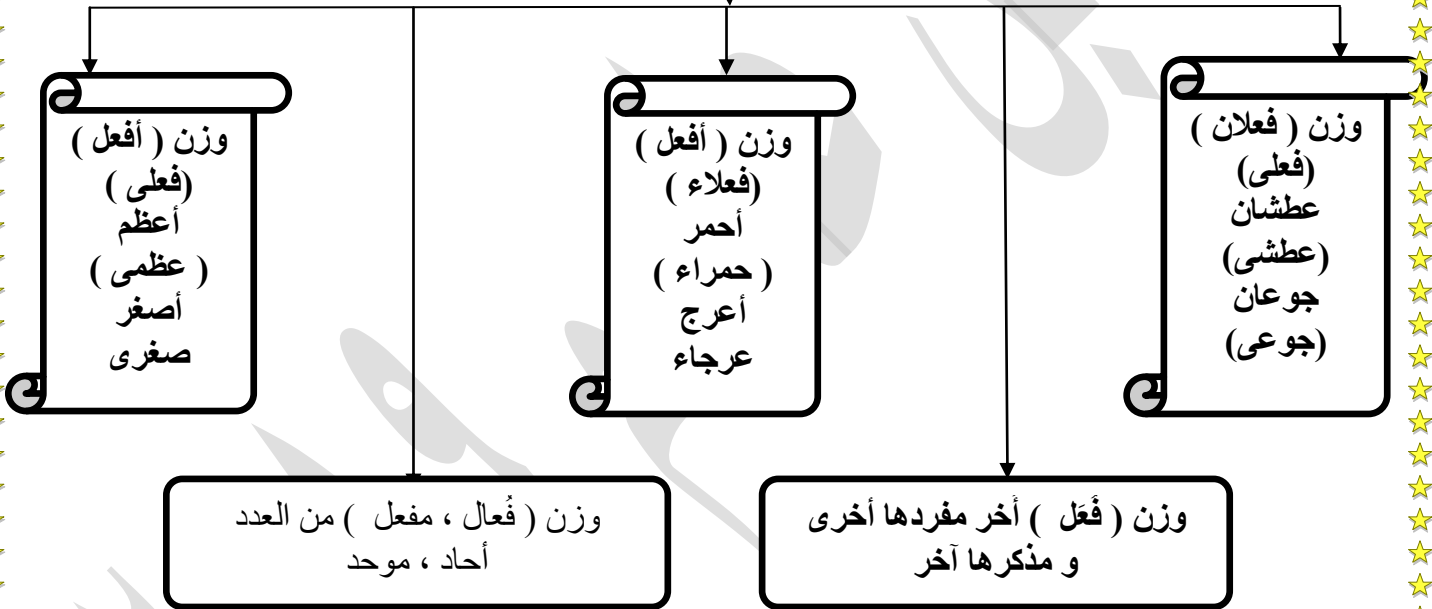 وزن ( فعلان )
(فعلى)
عطشان
(عطشى)
جوعان
(جوعى)
وزن ( أفعل )
(فعلاء )
أحمر
( حمراء )
أعرج
عرجاء
وزن ( أفعل )
(فعلى )
أعظم
( عظمى )
أصغر
صغرى
وزن ( فُعَل ) أخر مفردها أخرى
و مذكرها آخر
وزن ( فُعال ، مفعل ) من العدد
أحاد ، موحد